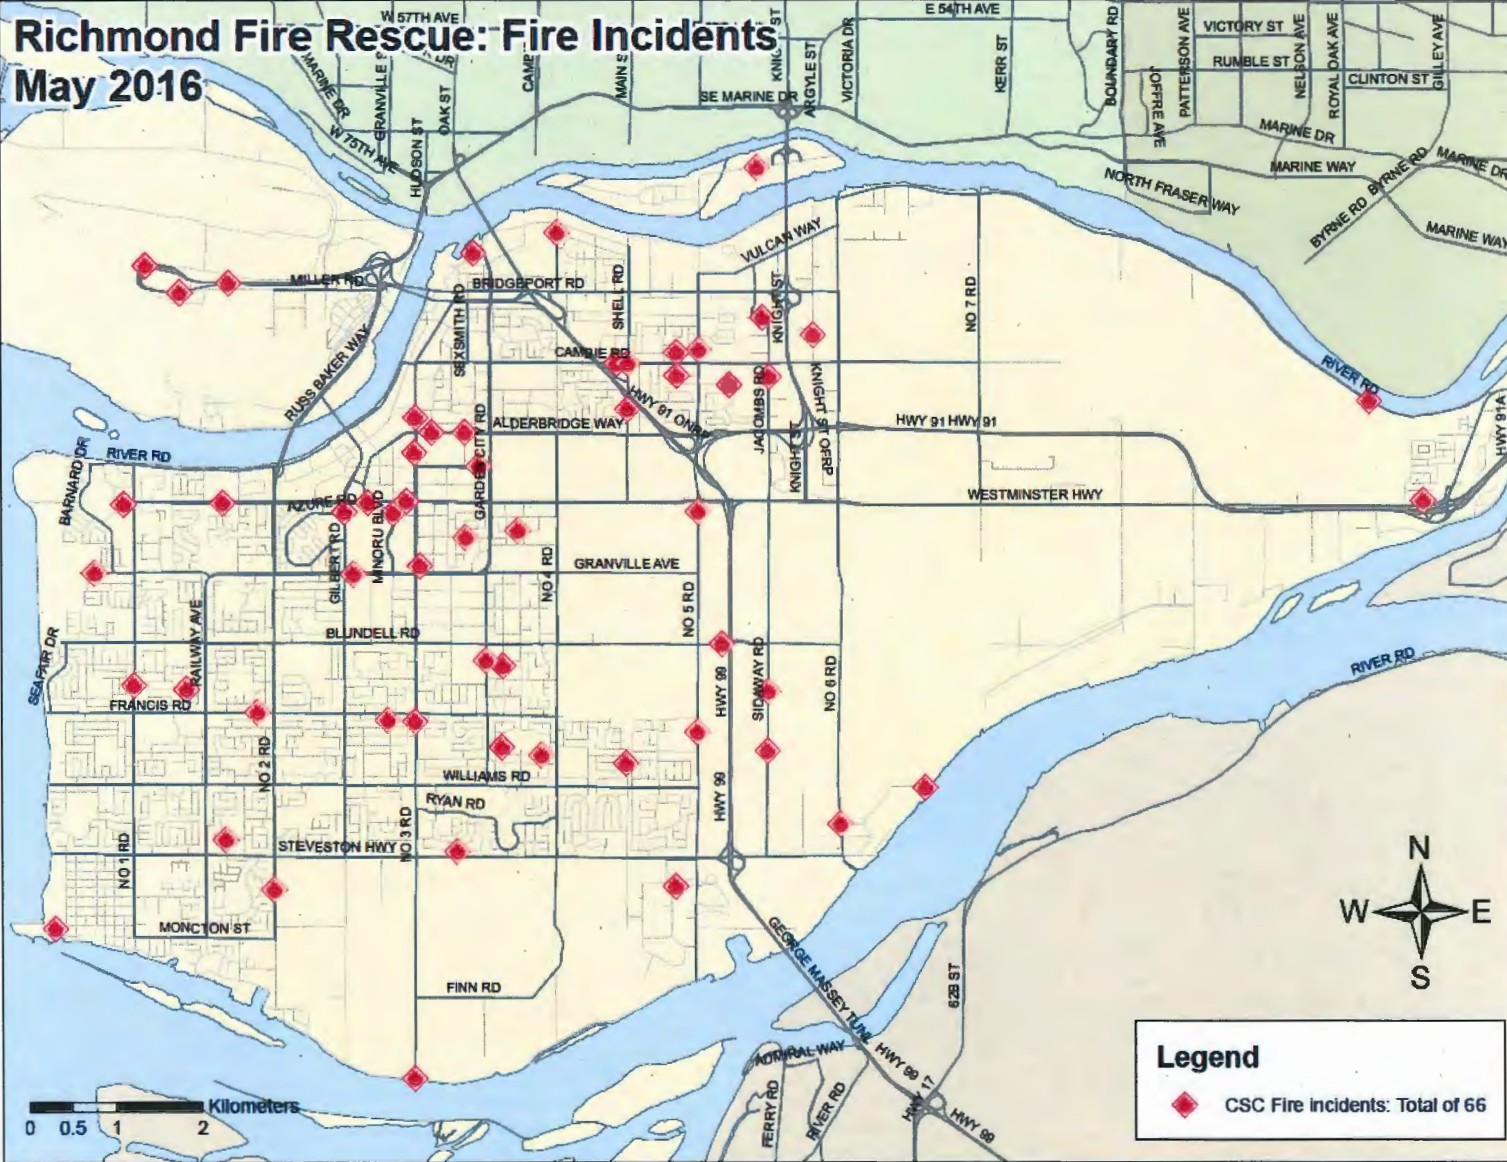 Richmond Fire Rescue: Fire Incidents
May 2016
W 57TH AVE
E 54TH AVE
VICTORY ST
RUMBLE ST
CLINTON ST
MARINE DR
GRANVILLE S
OAK ST
MAIN S
SE MARINE DR
ARGYLE ST
VICTORIA DR
KERR ST
BOUNDARY RD
JOFFRE AVE
PATTERSON AVE
NELSON AVE
ROYAL OAK AVE
GILLEY AVE
W 75TH AVE
HUDSON ST
MARINE DR
MARINE WAY
BYRNE RD
MARINE DR
NORTH FRASER WAY
BYRNE RD
MARINE WAY
VULCAN WAY
MILLER RD
BRIDGEPORT RD
SEXSMITH RD
SHELL RD
KNIGHT ST
NO 7 RD
RUSS BAKER WAY
CAMBIE RD
HWY 91 ONRP
JACOMBS RD
KNIGHT ST OFRP
KNIGHT ST
RIVER RD
HWY 91A
ALDERBRIDGE WAY
HWY 91 HWY 91
BARNARD DR
RIVER RD
GARDEN CITY RD
AZURE RD
WESTMINSTER HWY
GILBERT RD
MINORU BLVD
NO 4 RD
GRANVILLE AVE
NO 5 RD
RAILWAY AVE
BLUNDELL RD
SEAFAIR DR
HWY 99
SIDAWAY RD
NO 6 RD
RIVER RD
FRANCIS RD
NO 2 RD
WILLIAMS RD
HWY 99
RYAN RD
NO 1 RD
STEVESTON HWY
NO 3 RD
MONCTON ST
GEORGE MASSEY TUNL
FINN RD
62B ST
ADMIRAL WAY
HWY 99
FERRY RD
RIVER RD
HWY 17
HWY 99
N
W
E
S
Legend
CSC Fire incidents: Total of 66
Kilometers
0 0.5 1 2